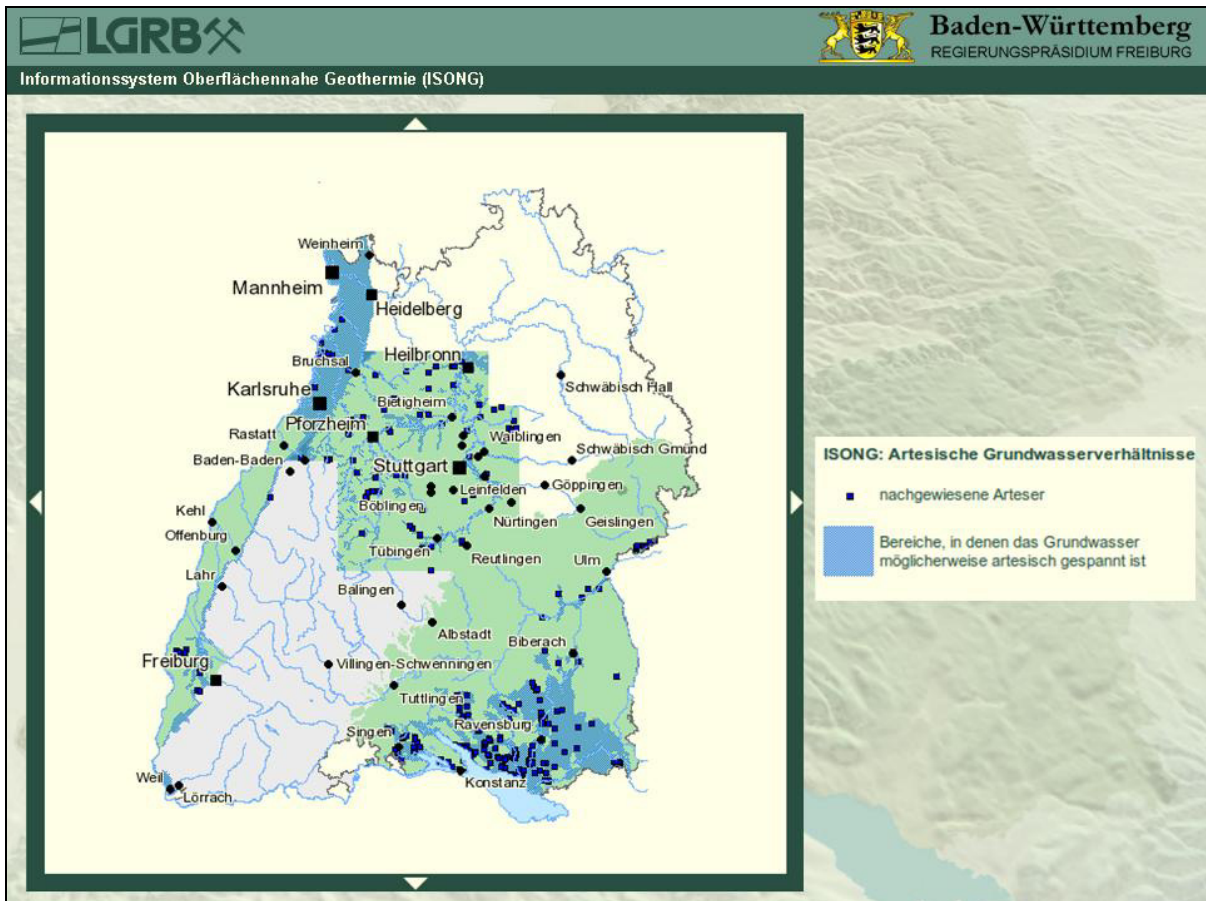 LGRB
Baden-Württemberg
REGIERUNGSPRÄSIDIUM FREIBURG
Informationssystem Oberflächennahe Geothermie (ISONG)
Weinheim
Mannheim
Heidelberg
Bruchsal
Heilbronn
Schwäbisch Hall
Karlsruhe
Bietigheim
Pforzheim
Rastatt
Waiblingen
Schwäbisch Gmünd
Baden-Baden
Stuttgart
Leinfelden
Göppingen
Böblingen
Kehl
Nürtingen
Geislingen
Offenburg
Tübingen
Reutlingen
Ulm
Lahr
Balingen
Albstadt
Biberach
Freiburg
Villingen-Schwenningen
Tuttlingen
Ravensburg
Singen
Konstanz
Weil
Lörrach
ISONG: Artesische Grundwasserverhältnisse
nachgewiesene Arteser
Bereiche, in denen das Grundwasser
möglicherweise artesisch gespannt ist